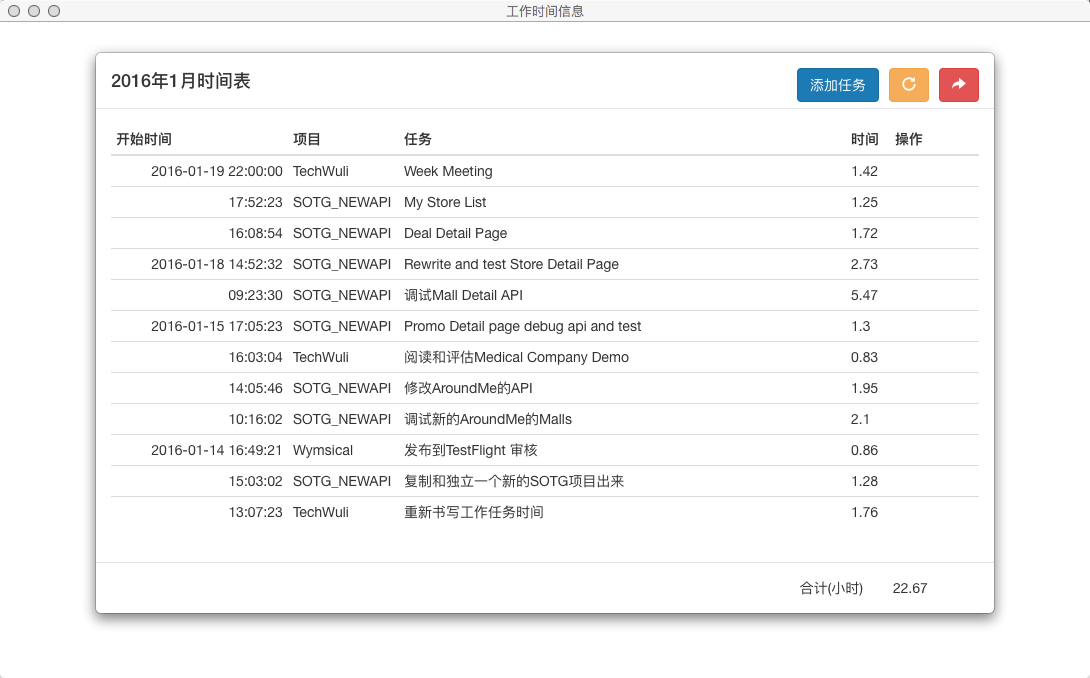 工作时间信息
2016年1月时间表 添加任务
开始时间 项目 任务 时间 操作
2016-01-19 22:00:00 TechWuli Week Meeting 1.42
17:52:23 SOTG_NEWAPI My Store List 1.25
16:08:54 SOTG_NEWAPI Deal Detail Page 1.72
2016-01-18 14:52:32 SOTG_NEWAPI Rewrite and test Store Detail Page 2.73
09:23:30 SOTG_NEWAPI 调试Mall Detail API 5.47
2016-01-15 17:05:23 SOTG_NEWAPI Promo Detail page debug api and test 1.3
16:03:04 TechWuli 阅读和评估Medical Company Demo 0.83
14:05:46 SOTG_NEWAPI 修改AroundMe的API 1.95
10:16:02 SOTG_NEWAPI 调试新的AroundMe的Malls 2.1
2016-01-14 16:49:21 Wymsical 发布到TestFlight 审核 0.86
15:03:02 SOTG_NEWAPI 复制和独立一个新的SOTG项目出来 1.28
13:07:23 TechWuli 重新书写工作任务时间 1.76
合计(小时) 22.67